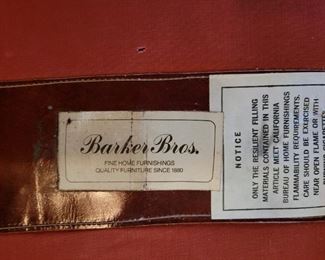 Barker Bros.
FINE HOME FURNISHINGS
QUALITY FURNITURE SINCE 1880
NOTICE
ONLY THE RESILIENT FILLING
MATERIALS CONTAINED IN THIS
ARTICLE MEET CALIFORNIA
BUREAU OF HOME FURNISHINGS
FLAMMABILITY REQUIREMENTS.
CARE SHOULD BE EXERCISED
NEAR OPEN FLAME OR WITH